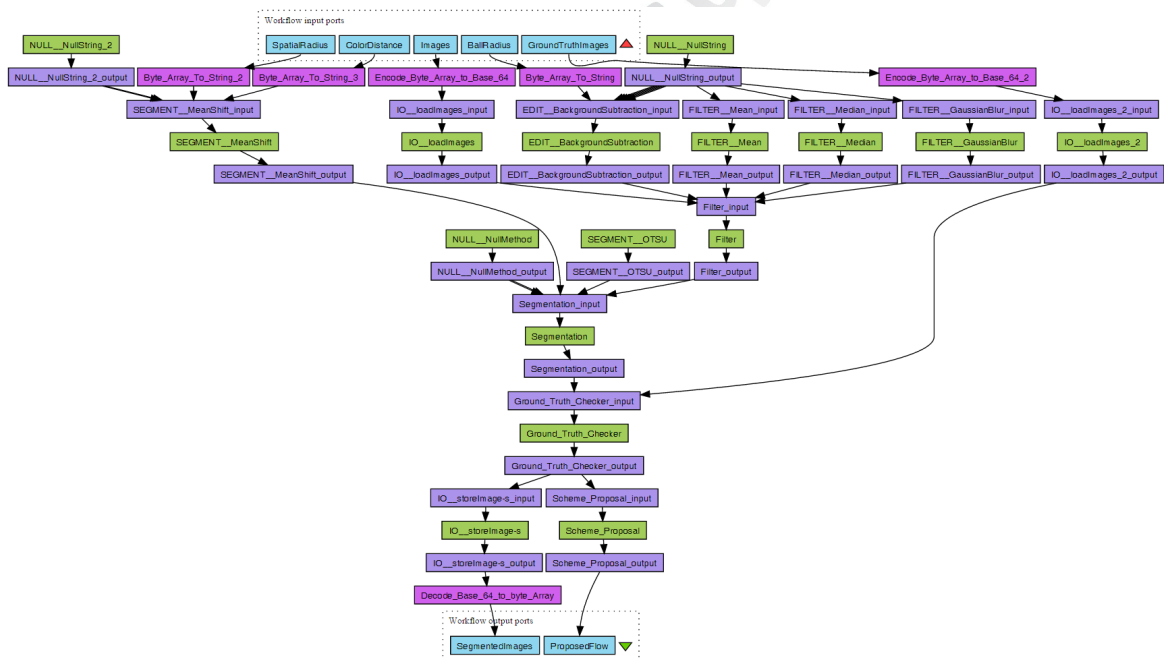 Workflow input ports
NULL__NullString_2 SpatialRadius ColorDistance Images BallRadius GroundTruthImages NULL__NullString
NULL__NullString_2_output Byte_Array_To_String_2 Byte_Array_To_String_3 Encode_Byte_Array_to_Base_64 Byte_Array_To_String NULL__NullString_output Encode_Byte_Array_to_Base_64_2
SEGMENT__MeanShift_input IO__loadImages_input EDIT__BackgroundSubtraction_input FILTER__Mean_input FILTER__Median_input FILTER__GaussianBlur_input IO__loadImages_2_input
SEGMENT__MeanShift IO__loadImages EDIT__BackgroundSubtraction FILTER__Mean FILTER__Median FILTER__GaussianBlur IO__loadImages_2
SEGMENT__MeanShift_output IO__loadImages_output EDIT__BackgroundSubtraction_output FILTER__Mean_output FILTER__Median_output FILTER__GaussianBlur_output IO__loadImages_2_output
Filter_input
NULL__NullMethod SEGMENT__OTSU Filter
NULL__NullMethod_output SEGMENT__OTSU_output Filter_output
Segmentation_input
Segmentation
Segmentation_output
Ground_Truth_Checker_input
Ground_Truth_Checker
Ground_Truth_Checker_output
IO__storeImage-s_input Scheme_Proposal_input
IO__storeImage-s Scheme_Proposal
IO__storeImage-s_output Scheme_Proposal_output
Decode_Base_64_to_byte_Array
Workflow output ports
SegmentedImages ProposedFlow